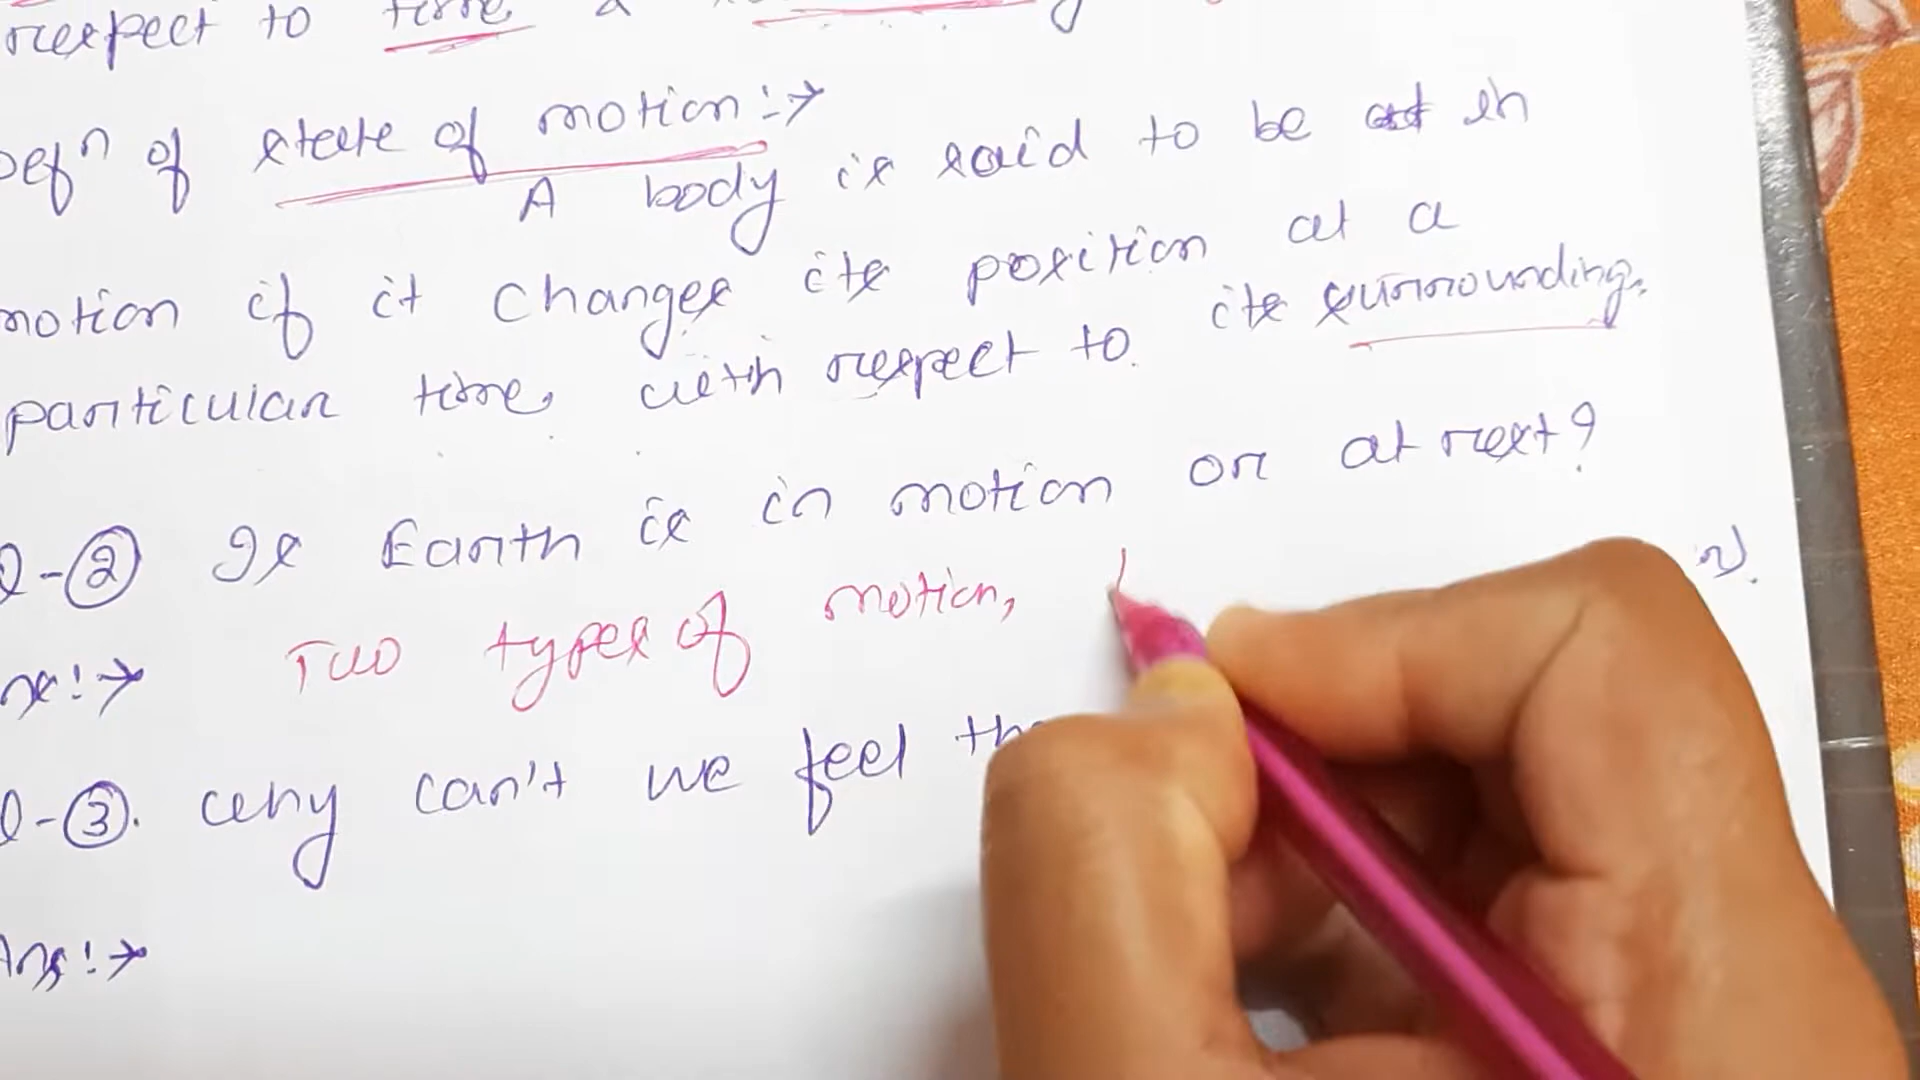 respect to time
Defⁿ of state of motion :→
A body is said to be in
motion if it changes its position at a
particular time, with respect to its surrounding.
Q-② Is Earth is in motion or at rest?
Ans :→ Two types of motion,
Q-③. Why can't we feel
Ans :→